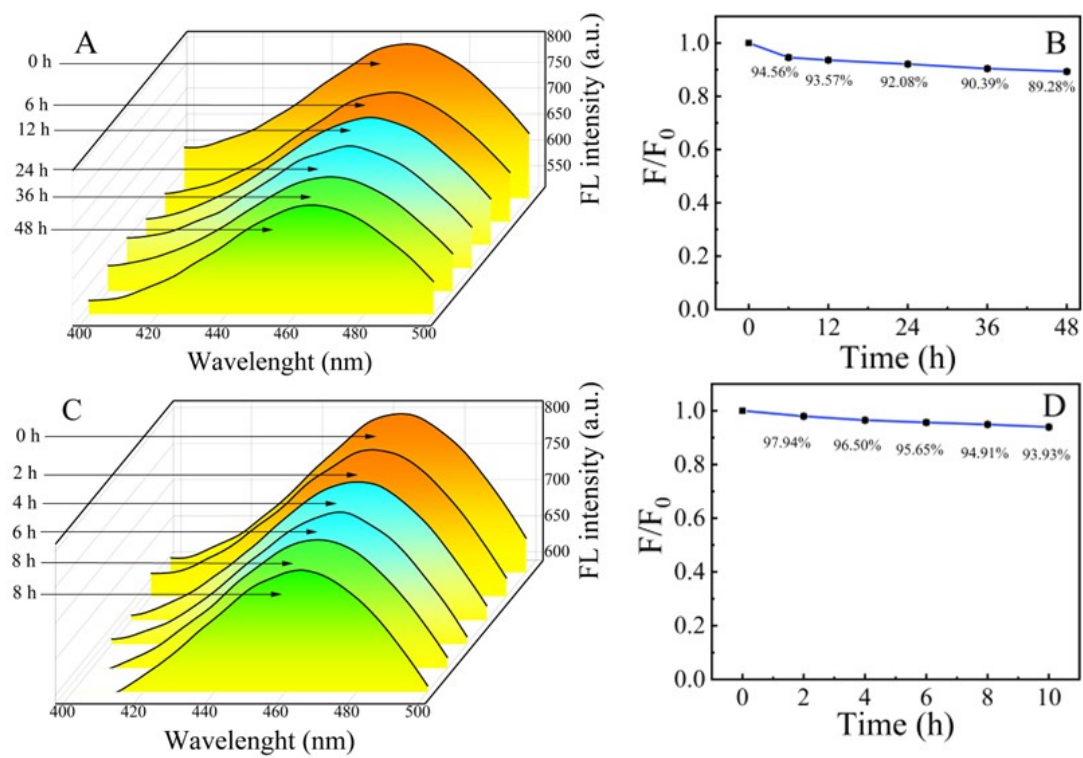 A
0 h
6 h
12 h
24 h
36 h
48 h
800
750
700
650
600
550
FL intensity (a.u.)
400 420 440 460 480 500
Wavelenght (nm)
B
1.0
0.8
0.6
0.4
0.2
0.0
F/F0
94.56% 93.57% 92.08% 90.39% 89.28%
0 12 24 36 48
Time (h)
C
0 h
2 h
4 h
6 h
8 h
8 h
800
750
700
650
600
FL intensity (a.u.)
400 420 440 460 480 500
Wavelenght (nm)
D
1.0
0.8
0.6
0.4
0.2
0.0
F/F0
97.94% 96.50% 95.65% 94.91% 93.93%
0 2 4 6 8 10
Time (h)